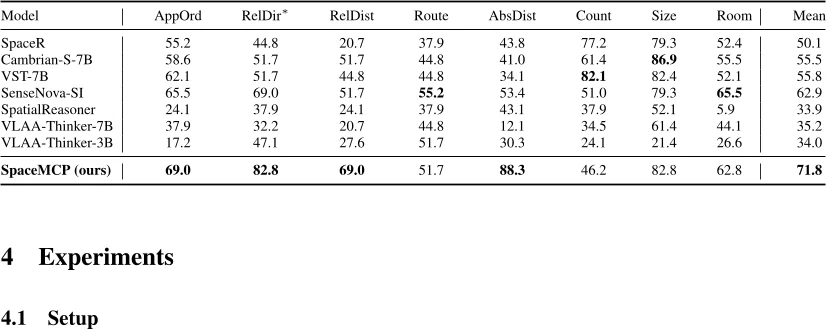 Model AppOrd RelDir* RelDist Route AbsDist Count Size Room Mean
SpaceR 55.2 44.8 20.7 37.9 43.8 77.2 79.3 52.4 50.1
Cambrian-S-7B 58.6 51.7 51.7 44.8 41.0 61.4 86.9 55.5 55.5
VST-7B 62.1 51.7 44.8 44.8 34.1 82.1 82.4 52.1 55.8
SenseNova-SI 65.5 69.0 51.7 55.2 53.4 51.0 79.3 65.5 62.9
SpatialReasoner 24.1 37.9 24.1 37.9 43.1 37.9 52.1 5.9 33.9
VLAA-Thinker-7B 37.9 32.2 20.7 44.8 12.1 34.5 61.4 44.1 35.2
VLAA-Thinker-3B 17.2 47.1 27.6 51.7 30.3 24.1 21.4 26.6 34.0
SpaceMCP (ours) 69.0 82.8 69.0 51.7 88.3 46.2 82.8 62.8 71.8
4 Experiments
4.1 Setup